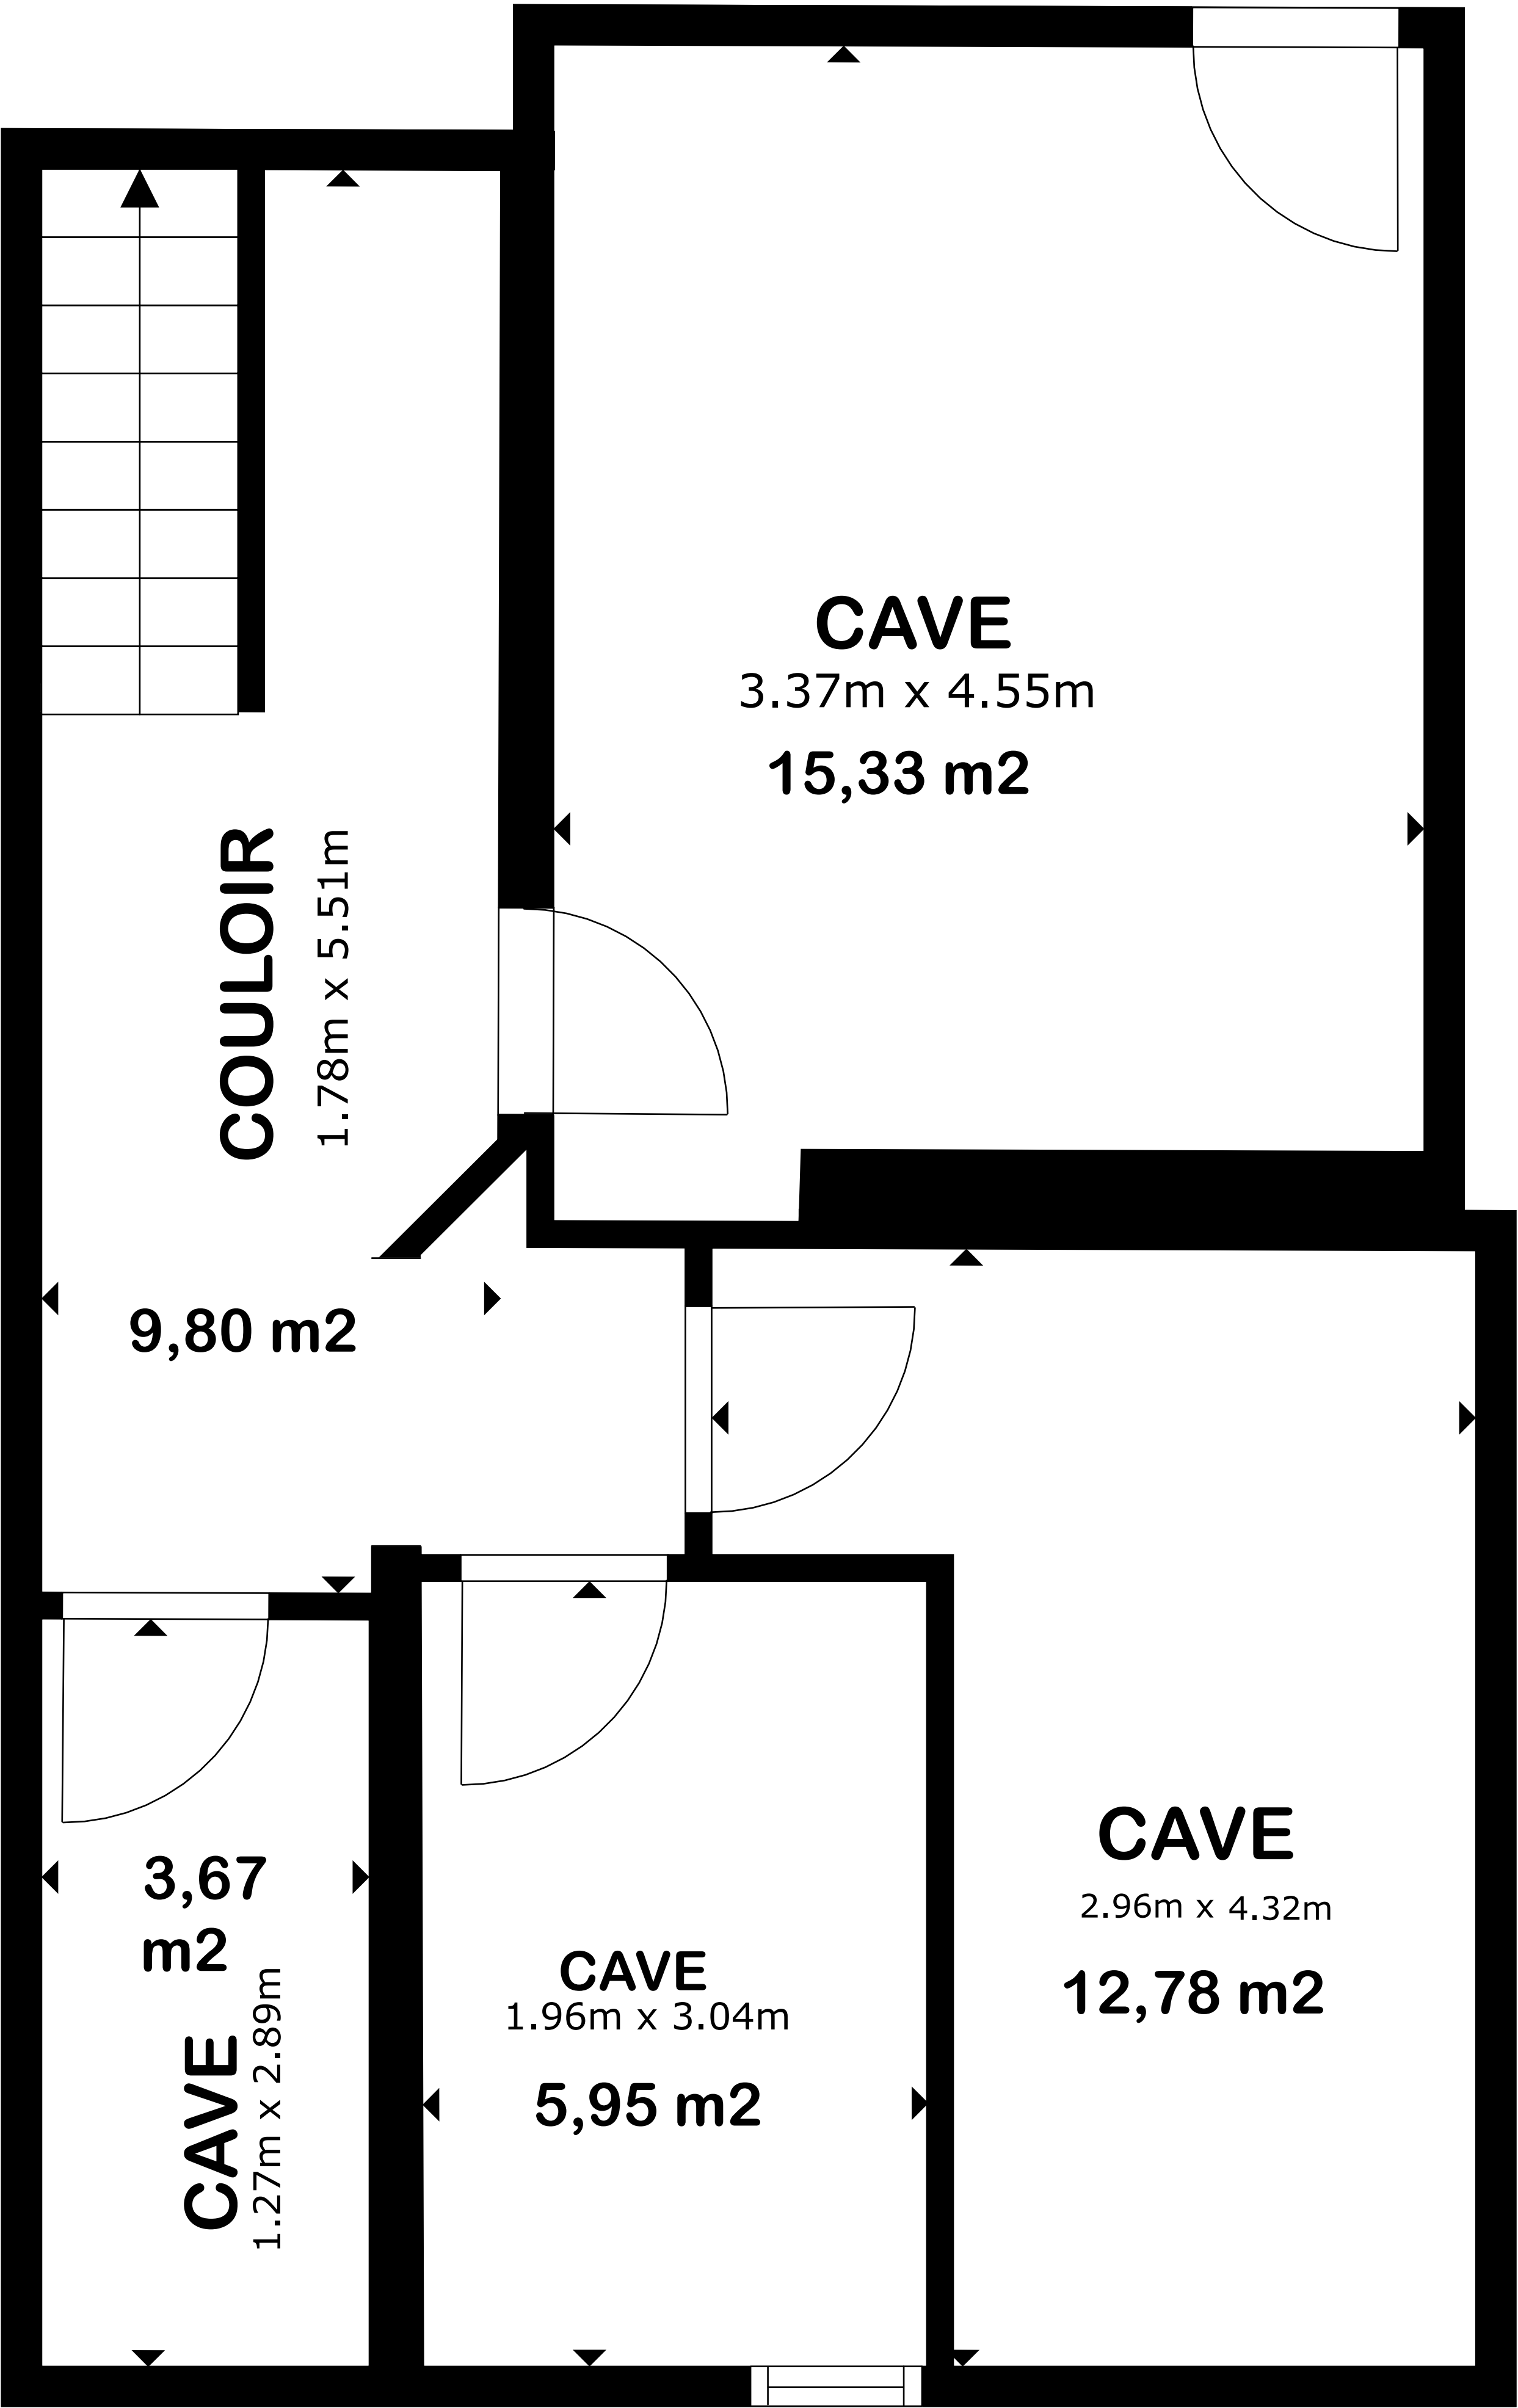 CAVE
3.37m x 4.55m
15,33 m2
COULOIR
1.78m x 5.51m
9,80 m2
3,67
m2
CAVE
1.27m x 2.89m
CAVE
1.96m x 3.04m
5,95 m2
CAVE
2.96m x 4.32m
12,78 m2